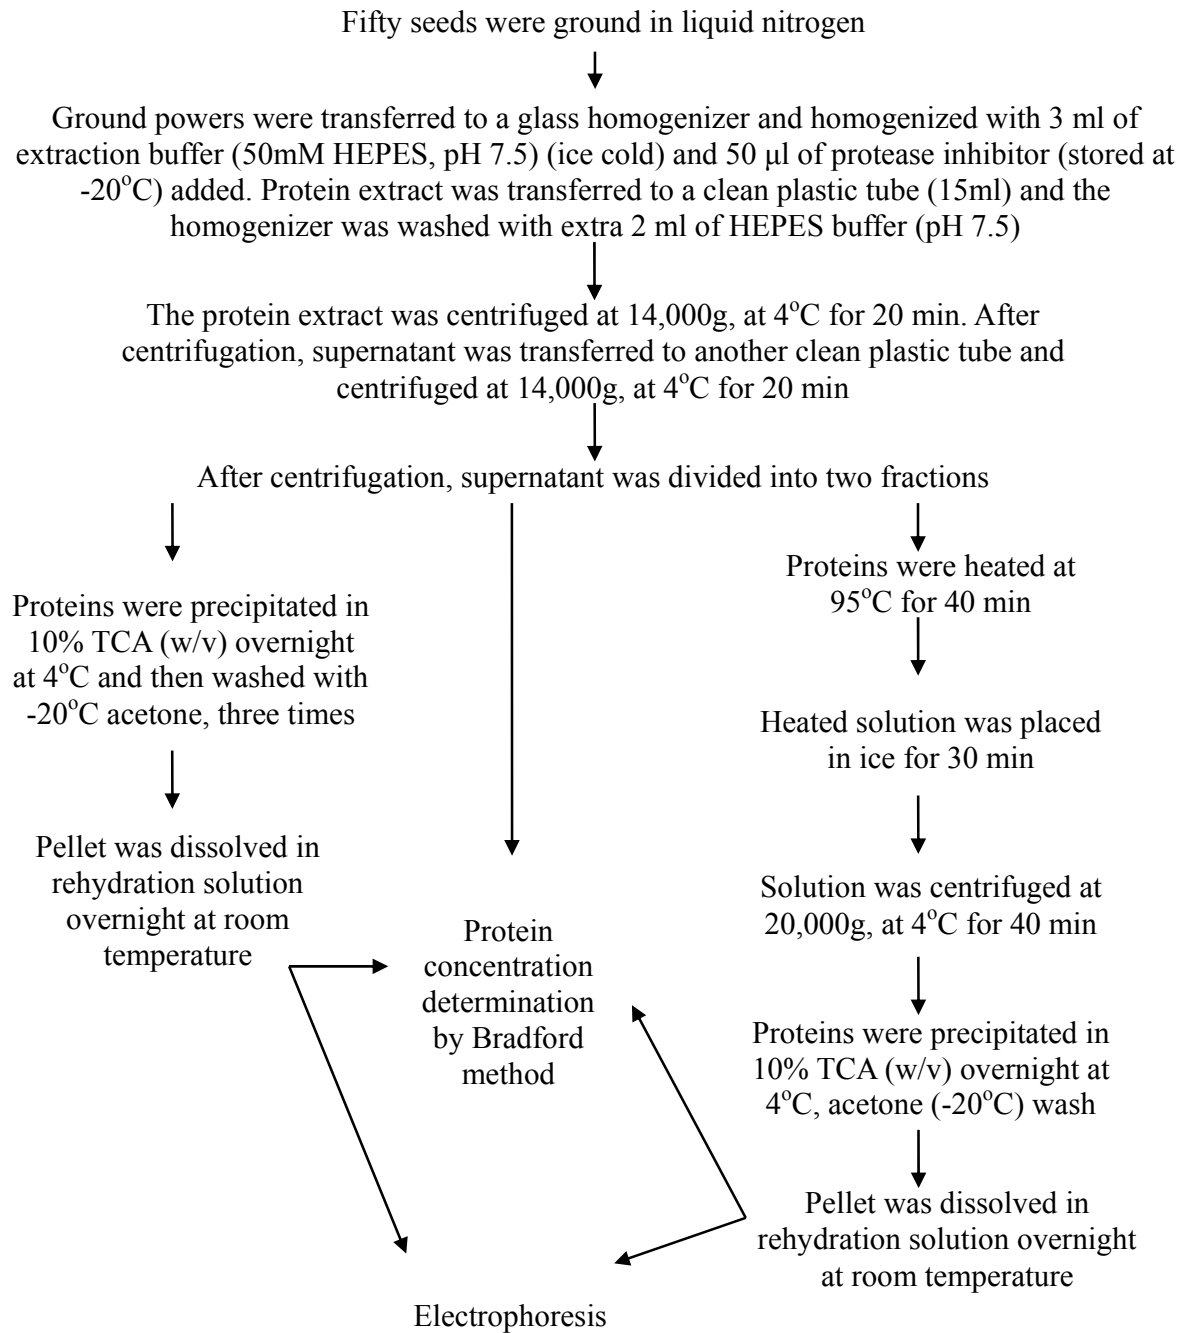 Fifty seeds were ground in liquid nitrogen
Ground powers were transferred to a glass homogenizer and homogenized with 3 ml of
extraction buffer (50mM HEPES, pH 7.5) (ice cold) and 50 μl of protease inhibitor (stored at
-20°C) added. Protein extract was transferred to a clean plastic tube (15ml) and the
homogenizer was washed with extra 2 ml of HEPES buffer (pH 7.5)
The protein extract was centrifuged at 14,000g, at 4°C for 20 min. After
centrifugation, supernatant was transferred to another clean plastic tube and
centrifuged at 14,000g, at 4°C for 20 min
After centrifugation, supernatant was divided into two fractions
Proteins were precipitated in
10% TCA (w/v) overnight
at 4°C and then washed with
-20°C acetone, three times
Pellet was dissolved in
rehydration solution
overnight at room
temperature
Protein
concentration
determination
by Bradford
method
Proteins were heated at
95°C for 40 min
Heated solution was placed
in ice for 30 min
Solution was centrifuged at
20,000g, at 4°C for 40 min
Proteins were precipitated in
10% TCA (w/v) overnight at
4°C, acetone (-20°C) wash
Pellet was dissolved in
rehydration solution overnight
at room temperature
Electrophoresis